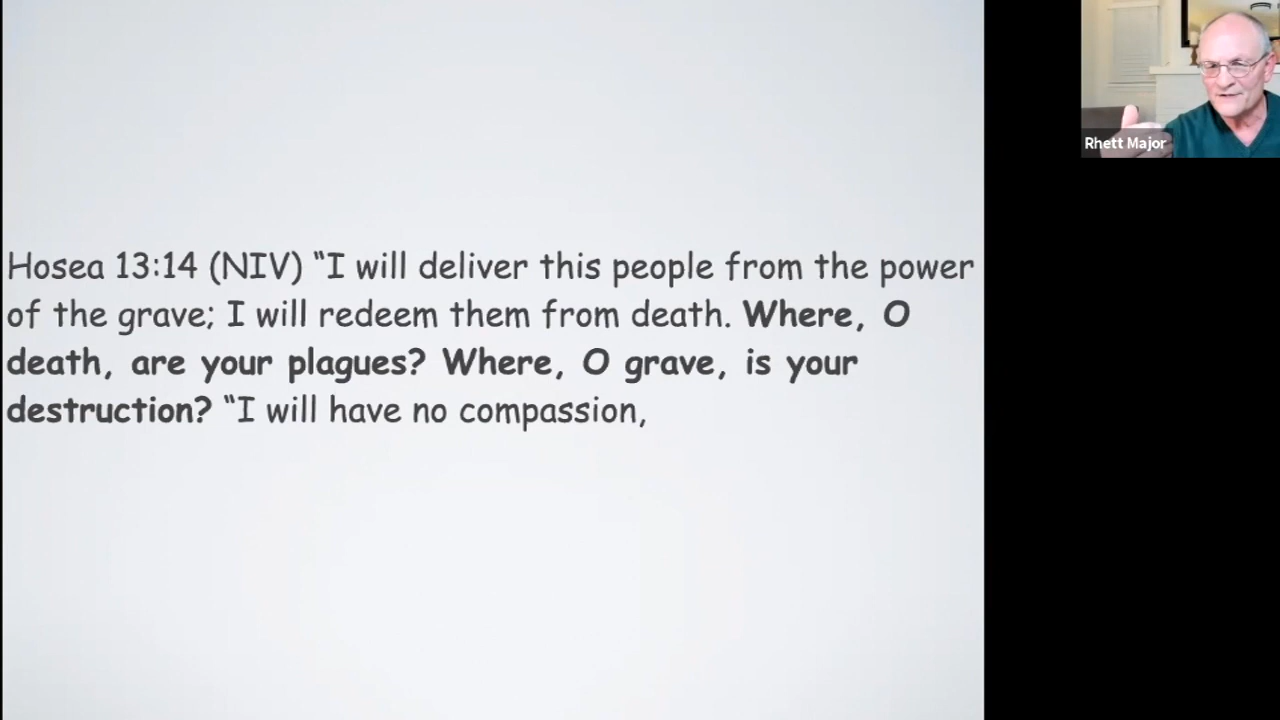 Hosea 13:14 (NIV) “I will deliver this people from the power
of the grave; I will redeem them from death. Where, O
death, are your plagues? Where, O grave, is your
destruction? “I will have no compassion,
Rhett Major